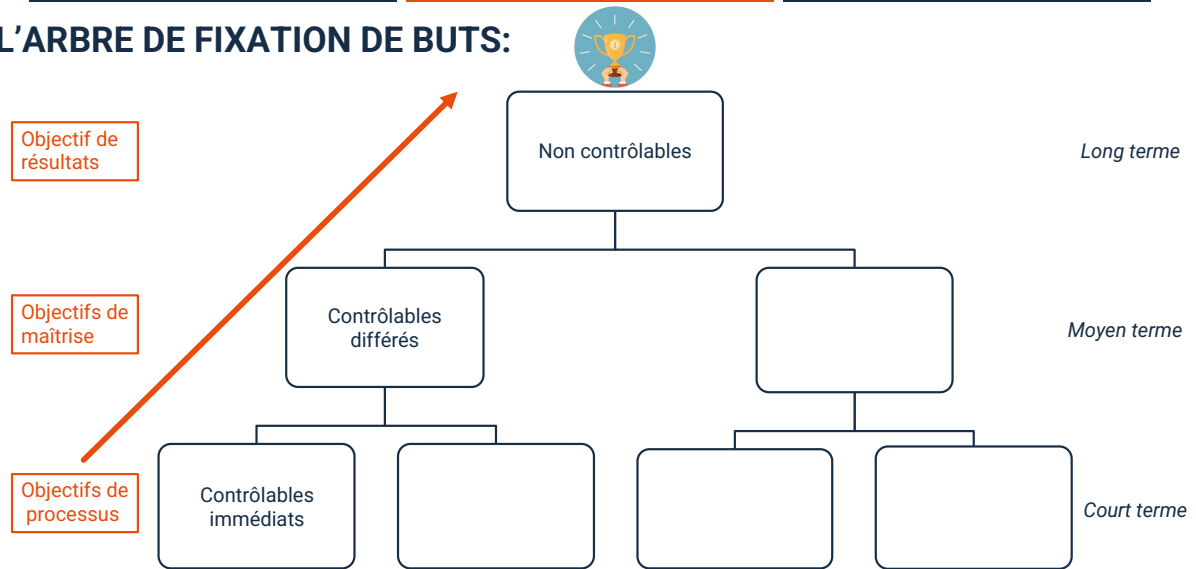 L'ARBRE DE FIXATION DE BUTS:
Objectif de
résultats
Non contrôlables
Long terme
Objectifs de
maîtrise
Contrôlables
différés
Moyen terme
Objectifs de
processus
Contrôlables
immédiats
Court terme